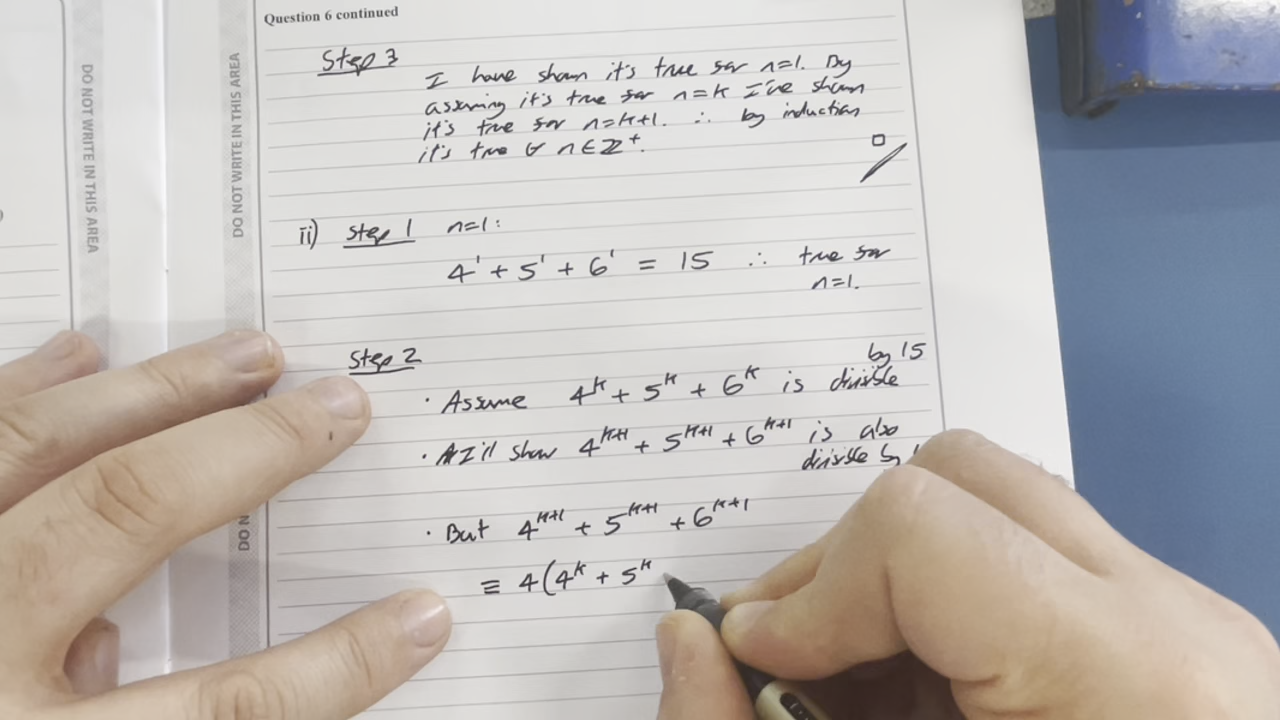 Question 6 continued
DO NOT WRITE IN THIS AREA
DO NOT WRITE IN THIS AREA
DO N
Step 3
I have shown it's true for n=1. By
assuming it's true for n=k I've shown
it's true for n=k+1. ∴ by induction
it's true ∀ n∈ℤ⁺.
ii) Step 1 n=1:
4¹ + 5¹ + 6¹ = 15 ∴ true for
n=1.
Step 2
by 15
· Assume 4ᵏ + 5ᵏ + 6ᵏ is divisible
· I'll show 4ᵏ⁺¹ + 5ᵏ⁺¹ + 6ᵏ⁺¹ is also
divisible by
· But 4ᵏ⁺¹ + 5ᵏ⁺¹ + 6ᵏ⁺¹
≡ 4(4ᵏ + 5ᵏ